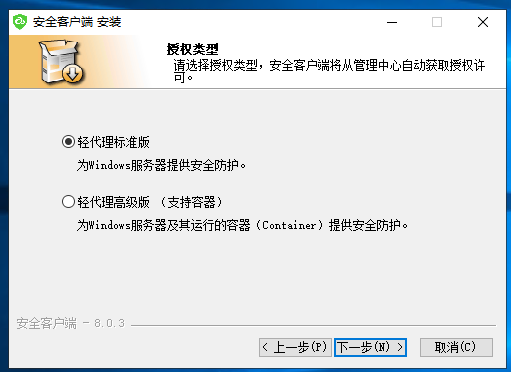 安全客户端 安装
授权类型
请选择授权类型，安全客户端将从管理中心自动获取授权许
可。
轻代理标准版
为Windows服务器提供安全防护。
轻代理高级版 （支持容器）
为Windows服务器及其运行的容器（Container）提供安全防护。
安全客户端 - 8.0.3
< 上一步(P)
下一步(N) >
取消(C)